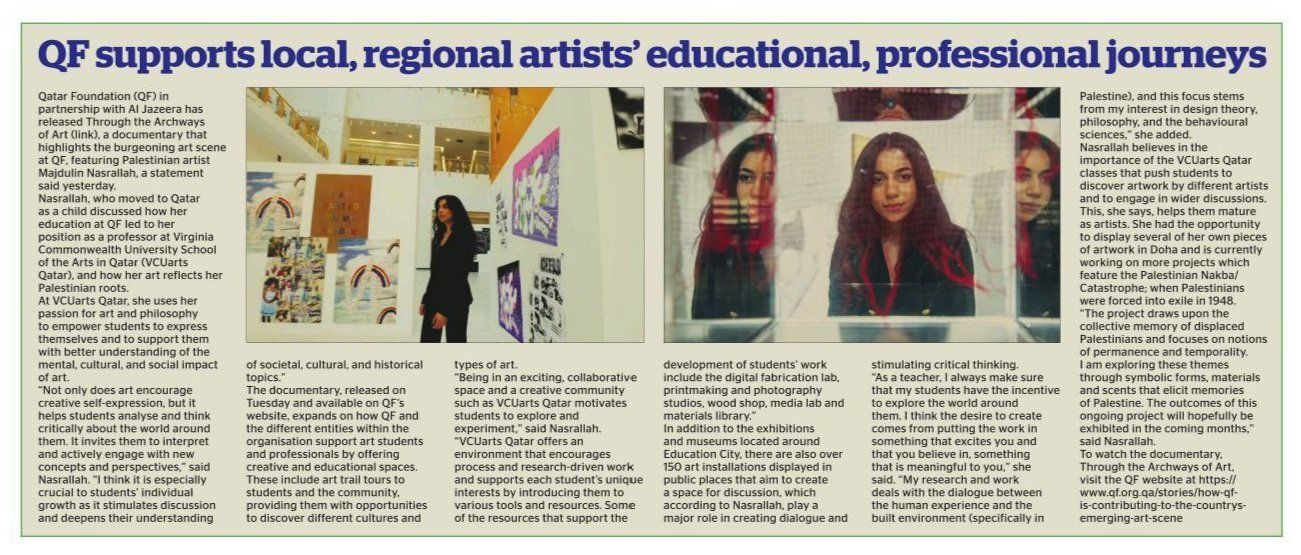 QF supports local, regional artists' educational, professional journeys
Qatar Foundation (QF) in
partnership with Al Jazeera has
released Through the Archways
of Art (link), a documentary that
highlights the burgeoning art scene
at QF, featuring Palestinian artist
Majdulin Nasrallah, a statement
said yesterday.
Nasrallah, who moved to Qatar
as a child discussed how her
education at QF led to her
position as a professor at Virginia
Commonwealth University School
of the Arts in Qatar (VCUarts
Qatar), and how her art reflects her
Palestinian roots.
At VCUarts Qatar, she uses her
passion for art and philosophy
to empower students to express
themselves and to support them
with better understanding of the
mental, cultural, and social impact
of art.
"Not only does art encourage
creative self-expression, but it
helps students analyse and think
critically about the world around
them. It invites them to interpret
and actively engage with new
concepts and perspectives," said
Nasrallah. "I think it is especially
crucial to students' individual
growth as it stimulates discussion
and deepens their understanding
of societal, cultural, and historical
topics."
The documentary, released on
Tuesday and available on QF's
website, expands on how QF and
the different entities within the
organisation support art students
and professionals by offering
creative and educational spaces.
These include art trail tours to
students and the community,
providing them with opportunities
to discover different cultures and
types of art.
"Being in an exciting, collaborative
space and a creative community
such as VCUarts Qatar motivates
students to explore and
experiment," said Nasrallah.
"VCUarts Qatar offers an
environment that encourages
process and research-driven work
and supports each student's unique
interests by introducing them to
various tools and resources. Some
of the resources that support the
development of students' work
include the digital fabrication lab,
printmaking and photography
studios, wood shop, media lab and
materials library."
In addition to the exhibitions
and museums located around
Education City, there are also over
150 art installations displayed in
public places that aim to create
a space for discussion, which
according to Nasrallah, play a
major role in creating dialogue and
stimulating critical thinking.
"As a teacher, I always make sure
that my students have the incentive
to explore the world around
them. I think the desire to create
comes from putting the work in
something that excites you and
that you believe in, something
that is meaningful to you," she
said. "My research and work
deals with the dialogue between
the human experience and the
built environment (specifically in
Palestine), and this focus stems
from my interest in design theory,
philosophy, and the behavioural
sciences," she added.
Nasrallah believes in the
importance of the VCUarts Qatar
classes that push students to
discover artwork by different artists
and to engage in wider discussions.
This, she says, helps them mature
as artists. She had the opportunity
to display several of her own pieces
of artwork in Doha and is currently
working on more projects which
feature the Palestinian Nakba/
Catastrophe; when Palestinians
were forced into exile in 1948.
"The project draws upon the
collective memory of displaced
Palestinians and focuses on notions
of permanence and temporality.
I am exploring these themes
through symbolic forms, materials
and scents that elicit memories
of Palestine. The outcomes of this
ongoing project will hopefully be
exhibited in the coming months,"
said Nasrallah.
To watch the documentary,
Through the Archways of Art,
visit the QF website at https://
www.qf.org.qa/stories/how-qf-
is-contributing-to-the-countrys-
emerging-art-scene